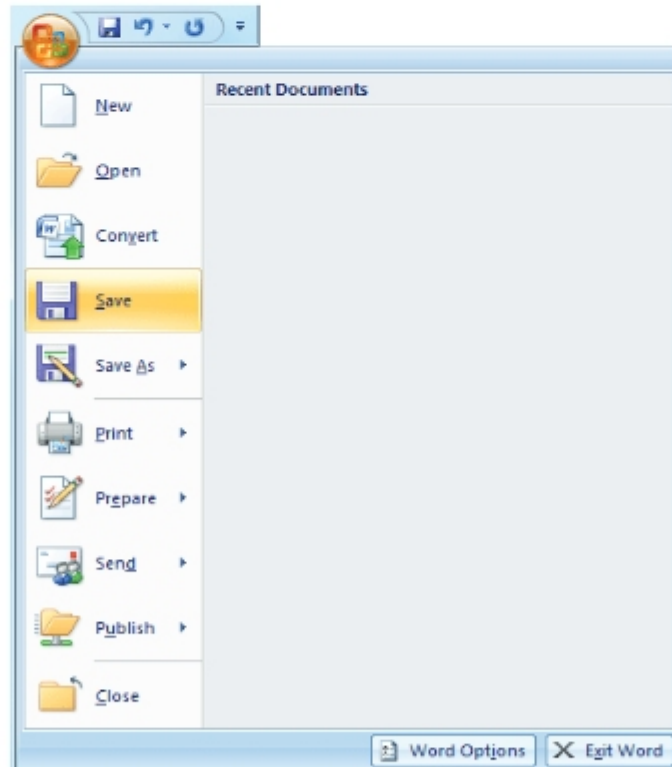 Recent Documents
New
Open
Convert
Save
Save As
Print
Prepare
Send
Publish
Close
Word Options
Exit Word